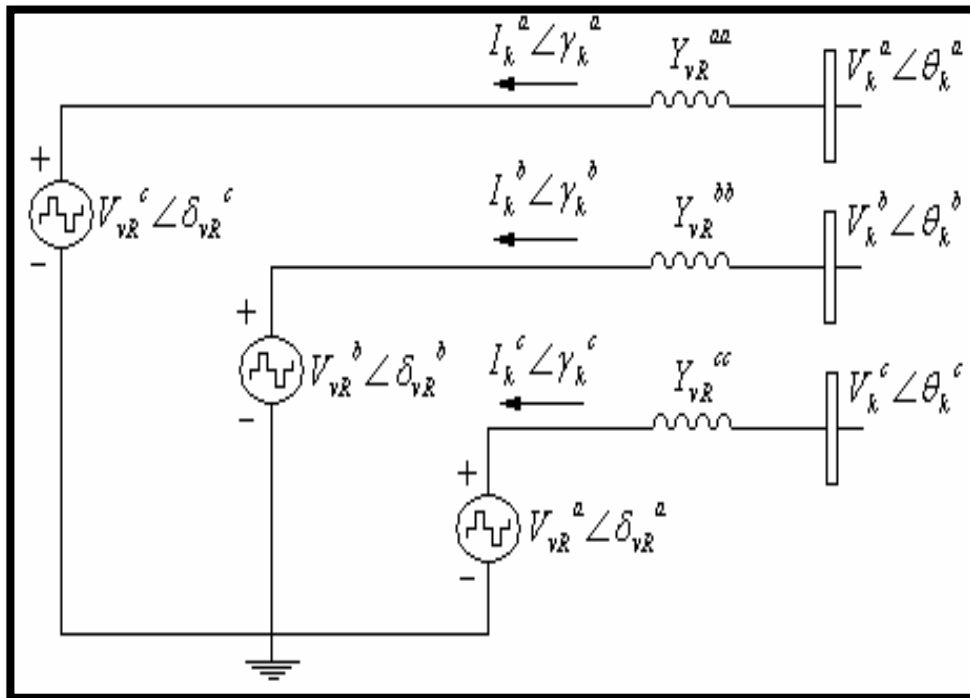 I_k^a∠γ_k^a
Y_vR^aa
V_k^a∠θ_k^a
+
V_vR^c∠δ_vR^c
−
I_k^b∠γ_k^b
Y_vR^bb
V_k^b∠θ_k^b
+
V_vR^b∠δ_vR^b
−
I_k^c∠γ_k^c
Y_vR^cc
V_k^c∠θ_k^c
+
V_vR^a∠δ_vR^a
−